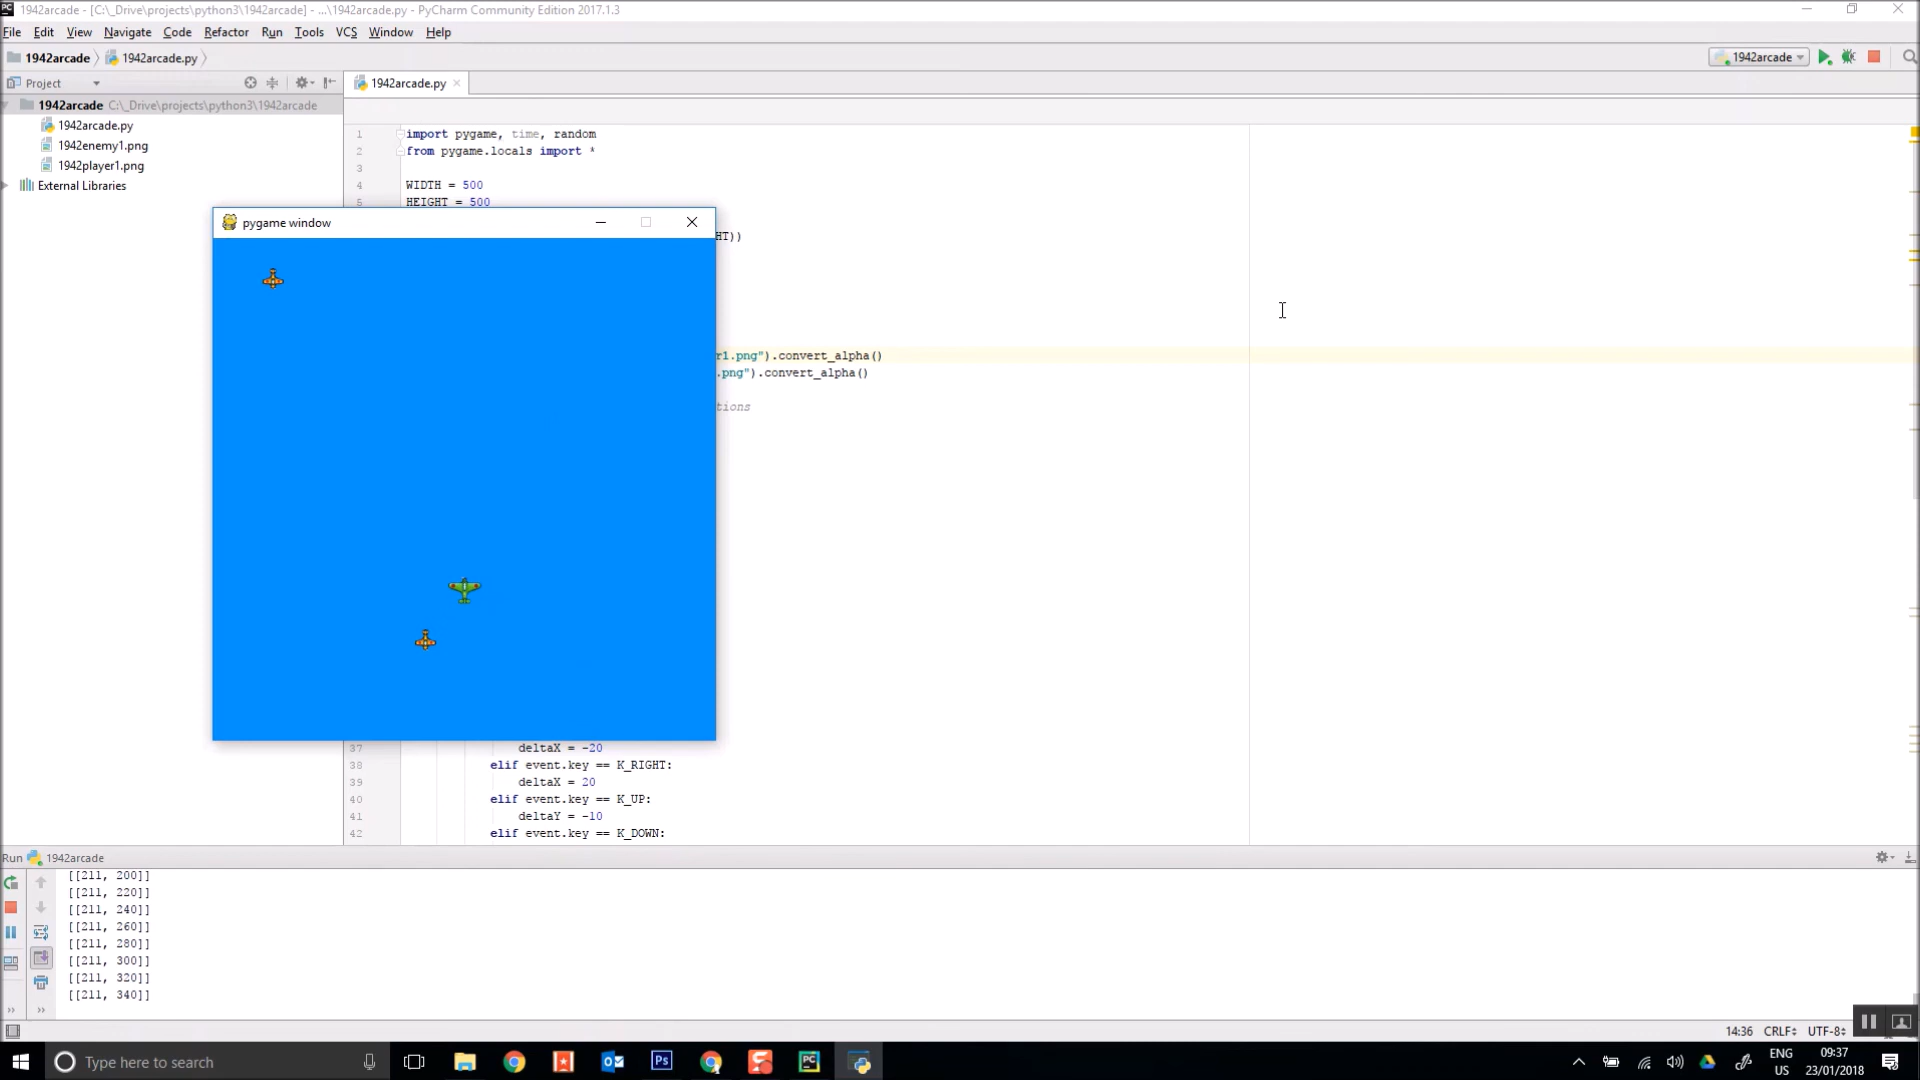 1942arcade - [C:\_Drive\projects\python3\1942arcade] - ...\1942arcade.py - PyCharm Community Edition 2017.1.3
File Edit View Navigate Code Refactor Run Tools VCS Window Help
1942arcade 1942arcade.py 1942arcade
Project 1942arcade.py
1942arcade C:\_Drive\projects\python3\1942arcade
1942arcade.py
1942enemy1.png
1942player1.png
External Libraries
1 import pygame, time, random
2 from pygame.locals import *
3
4 WIDTH = 500
5 HEIGHT = 500
pygame window
HT))
r1.png").convert_alpha()
.png").convert_alpha()
tions
37 deltaX = -20
38 elif event.key == K_RIGHT:
39 deltaX = 20
40 elif event.key == K_UP:
41 deltaY = -10
42 elif event.key == K_DOWN:
Run 1942arcade
[[211, 200]]
[[211, 220]]
[[211, 240]]
[[211, 260]]
[[211, 280]]
[[211, 300]]
[[211, 320]]
[[211, 340]]
14:36 CRLF UTF-8
Type here to search
ENG
US
09:37
23/01/2018